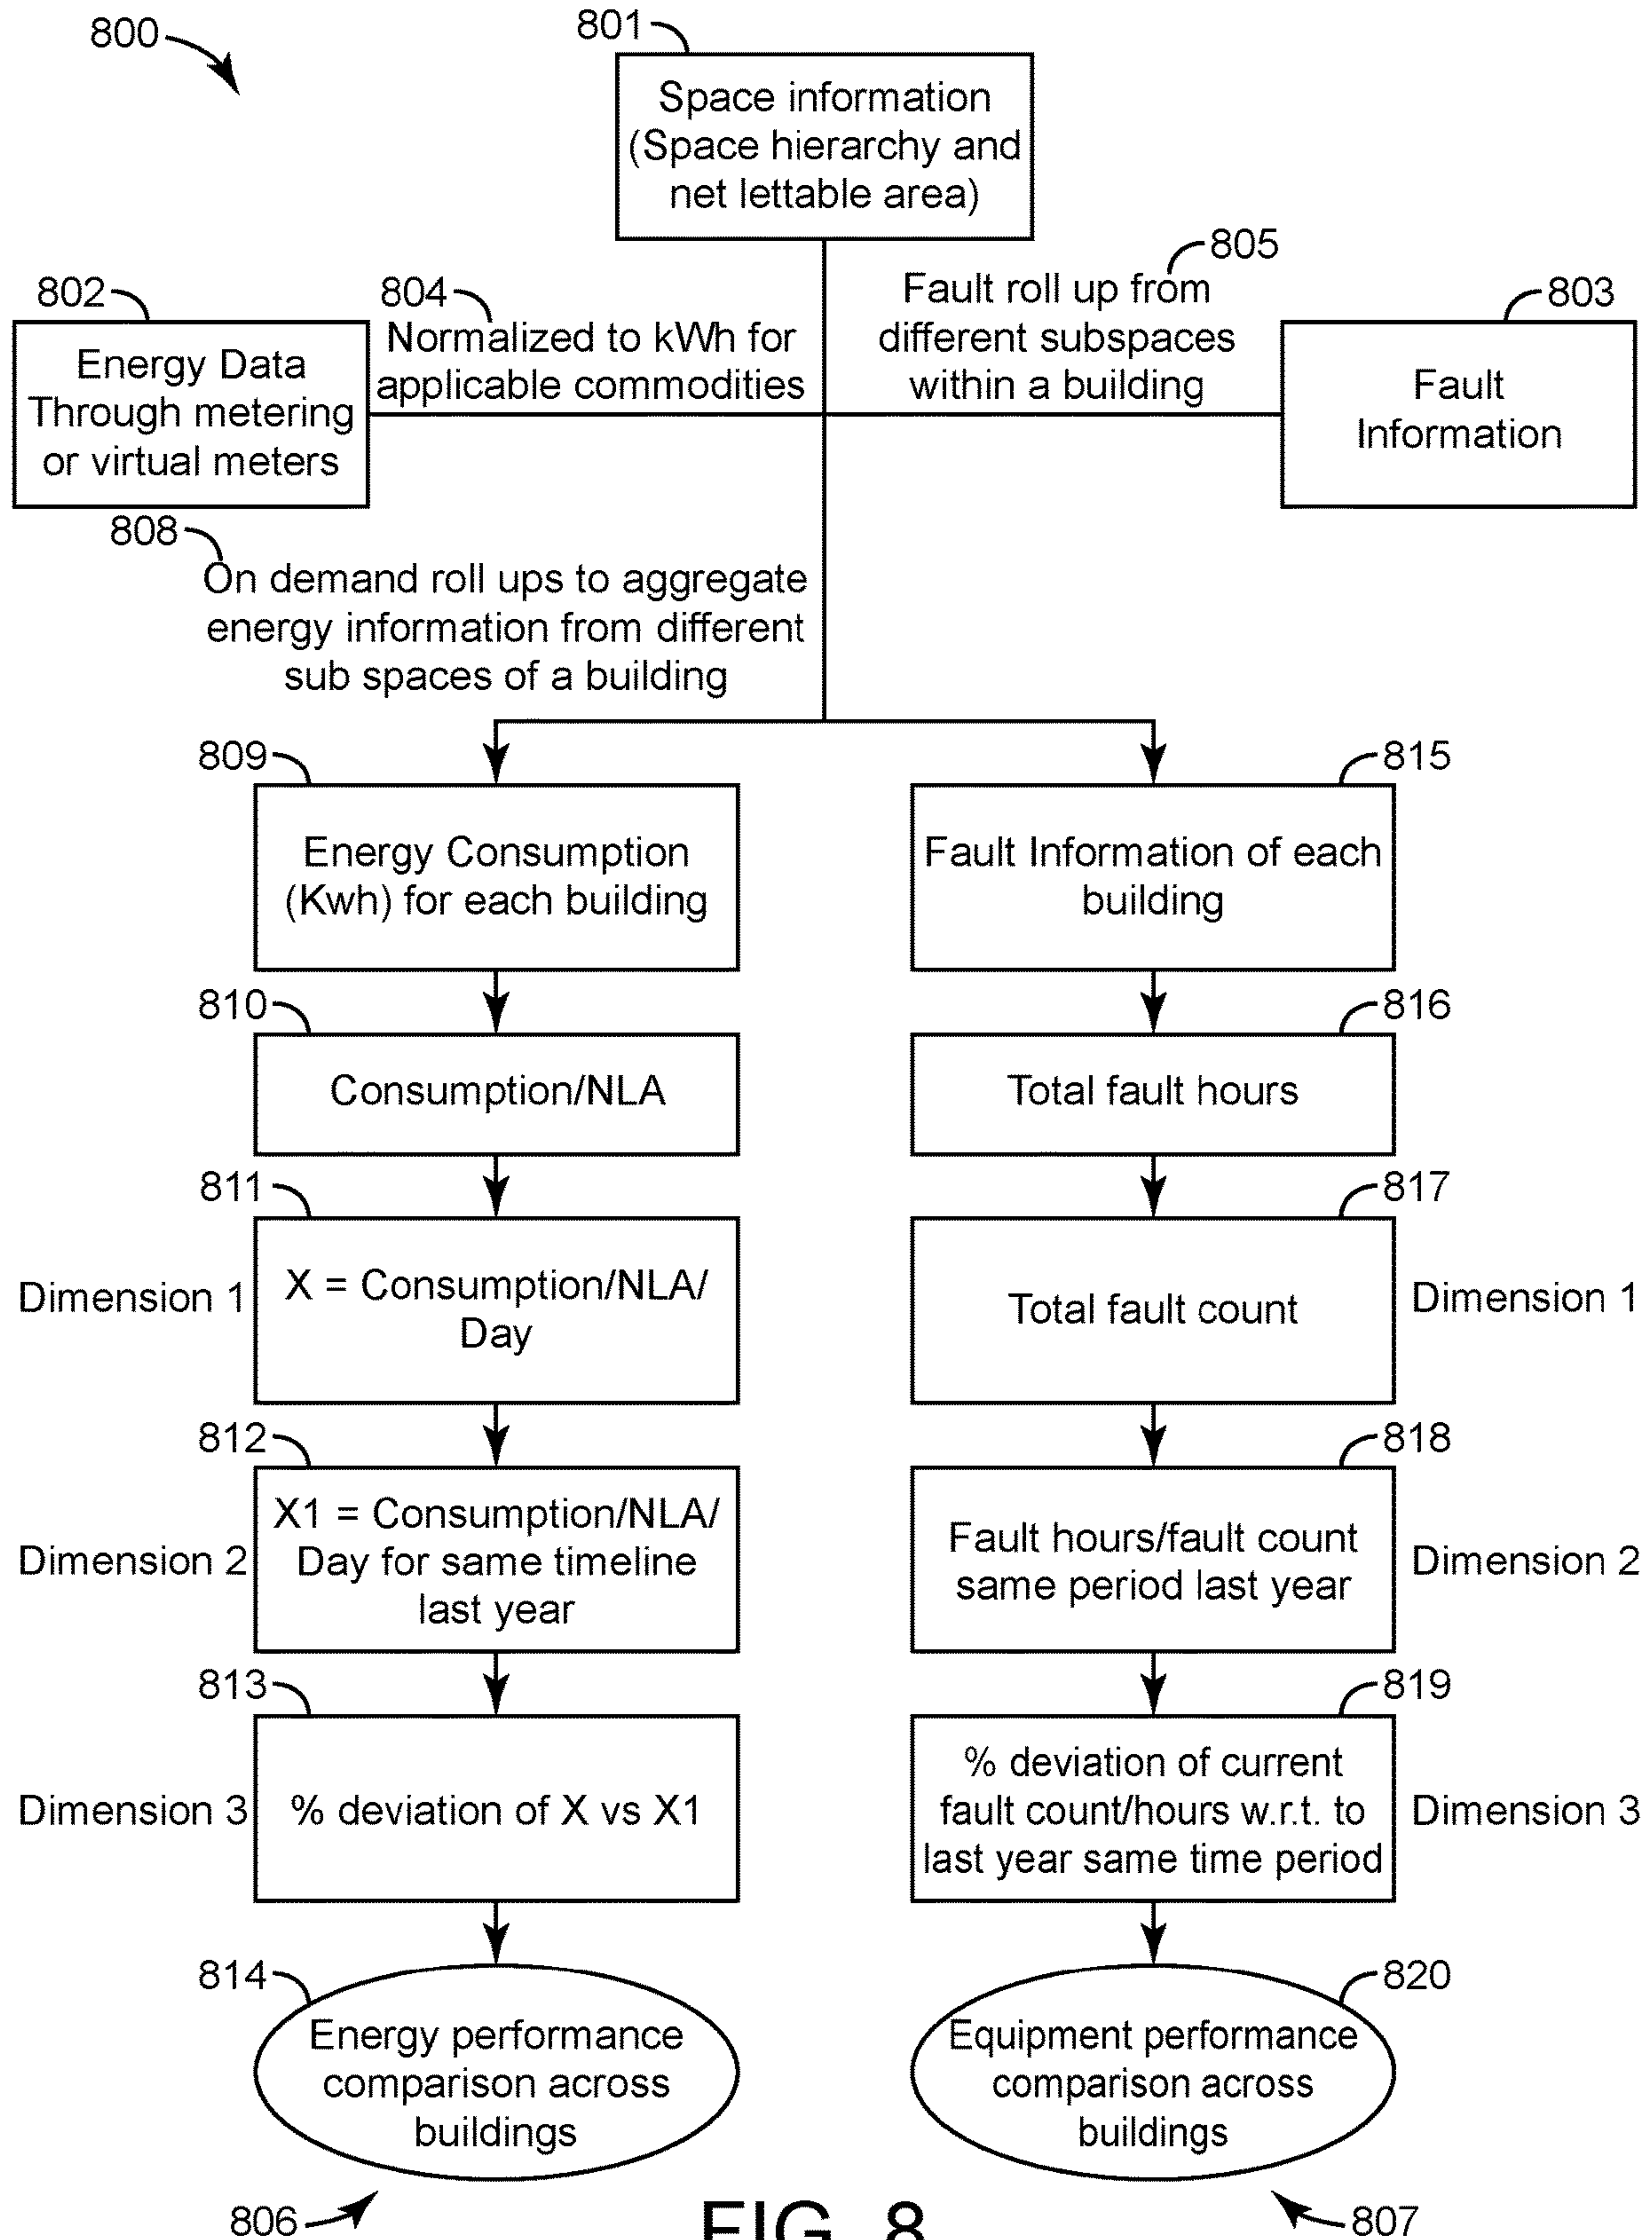 800
801
Space information
(Space hierarchy and
net lettable area)
802
Energy Data
Through metering
or virtual meters
804
Normalized to kWh for
applicable commodities
805
Fault roll up from
different subspaces
within a building
803
Fault
Information
808
On demand roll ups to aggregate
energy information from different
sub spaces of a building
809
Energy Consumption
(Kwh) for each building
810
Consumption/NLA
811
Dimension 1
X = Consumption/NLA/
Day
812
Dimension 2
X1 = Consumption/NLA/
Day for same timeline
last year
813
Dimension 3
% deviation of X vs X1
814
Energy performance
comparison across
buildings
806
815
Fault Information of each
building
816
Total fault hours
817
Total fault count
Dimension 1
818
Fault hours/fault count
same period last year
Dimension 2
819
% deviation of current
fault count/hours w.r.t. to
last year same time period
Dimension 3
820
Equipment performance
comparison across
buildings
807
FIG. 8